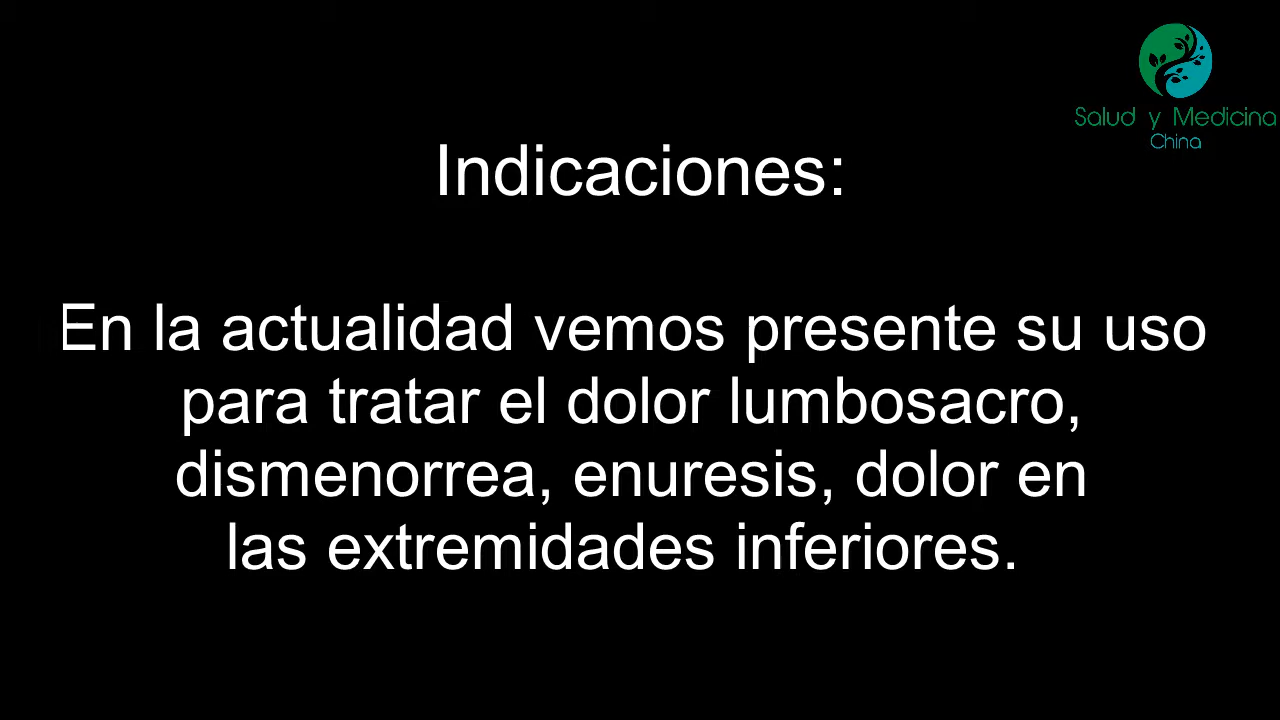 Salud y Medicina
China
Indicaciones:
En la actualidad vemos presente su uso
para tratar el dolor lumbosacro,
dismenorrea, enuresis, dolor en
las extremidades inferiores.